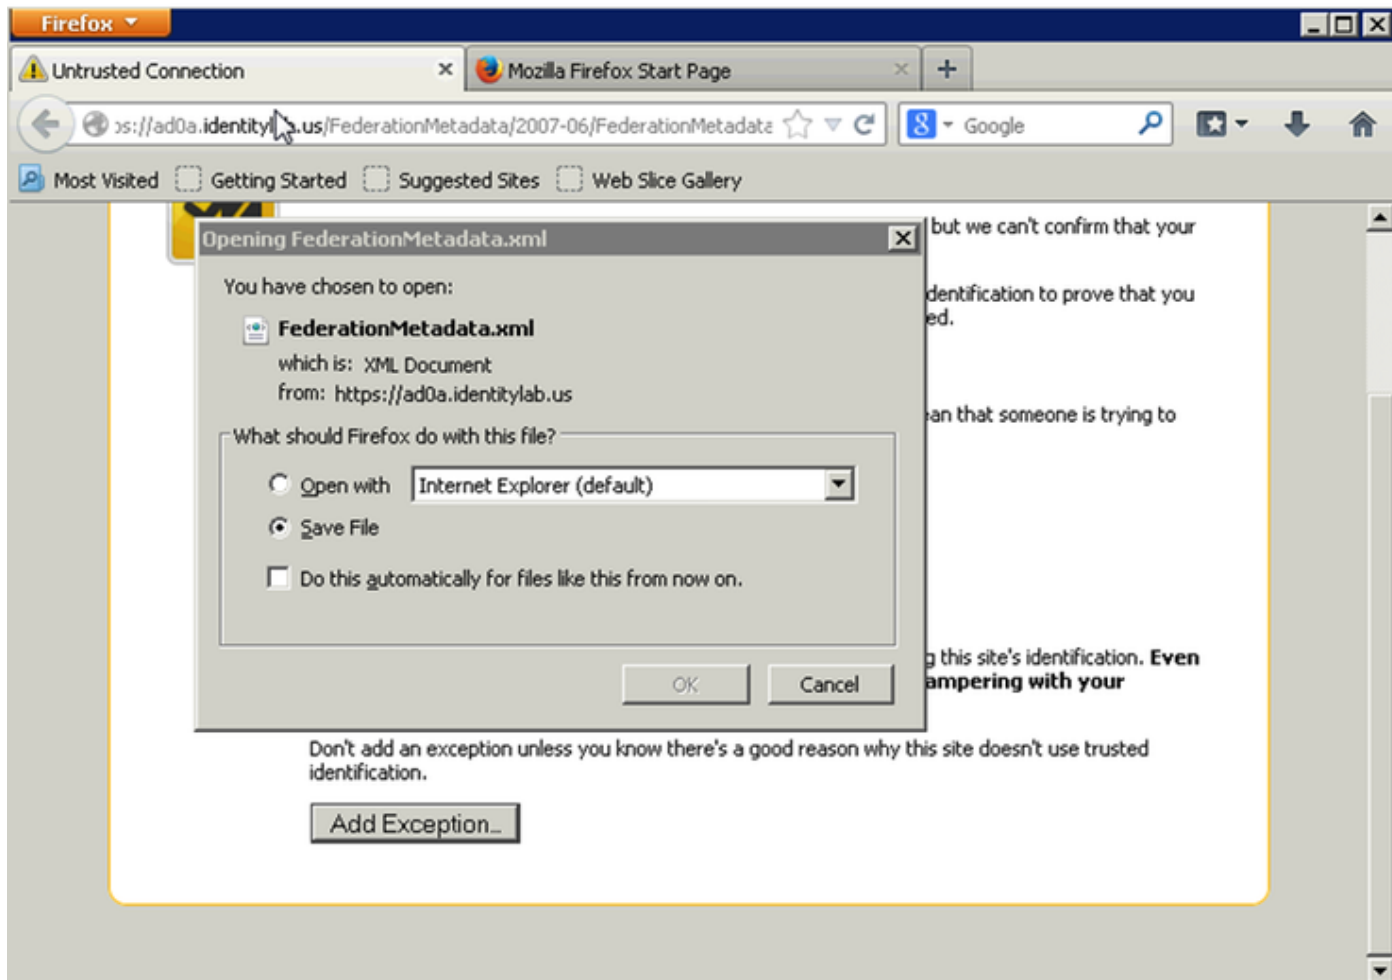 Firefox
Untrusted Connection
Mozilla Firefox Start Page
os://ad0a.identityl b.us/FederationMetadata/2007-06/FederationMetadata
Google
Most Visited Getting Started Suggested Sites Web Slice Gallery
Opening FederationMetadata.xml
but we can't confirm that your
You have chosen to open:
dentification to prove that you
ed.
FederationMetadata.xml
which is: XML Document
from: https://ad0a.identitylab.us
an that someone is trying to
What should Firefox do with this file?
Open with Internet Explorer (default)
Save File
Do this automatically for files like this from now on.
g this site's identification. Even
ampering with your
OK Cancel
Don't add an exception unless you know there's a good reason why this site doesn't use trusted
identification.
Add Exception...